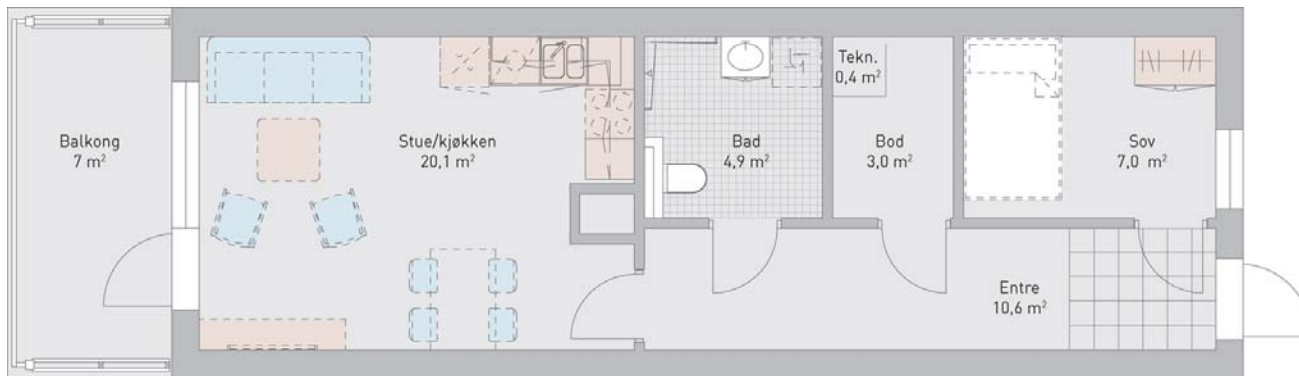 Balkong
7 m²
Stue/kjøkken
20,1 m²
Bad
4,9 m²
Tekn.
0,4 m²
Bod
3,0 m²
Sov
7,0 m²
Entre
10,6 m²